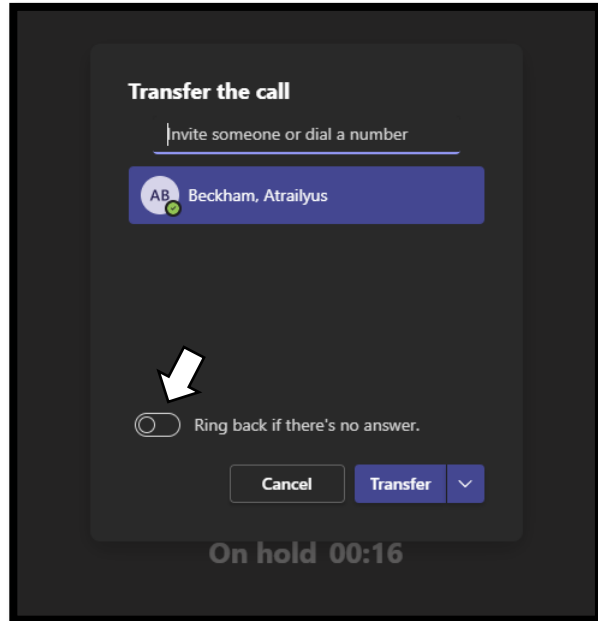 Transfer the call
Invite someone or dial a number
AB Beckham, Atrailyus
Ring back if there's no answer.
Cancel Transfer
On hold 00:16